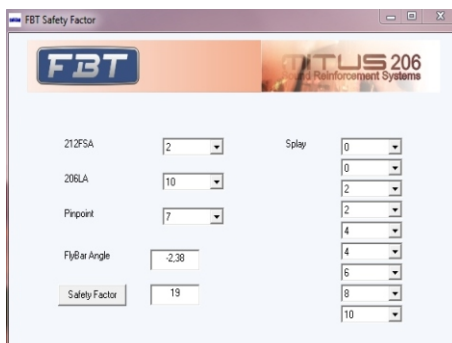 FBT Safety Factor
FBT
MITUS 206
Sound Reinforcement Systems
212FSA 2 Splay 0
0
206LA 10 2
2
Pinpoint 7 4
4
FlyBar Angle -2,38 6
Safety Factor 19 8
10